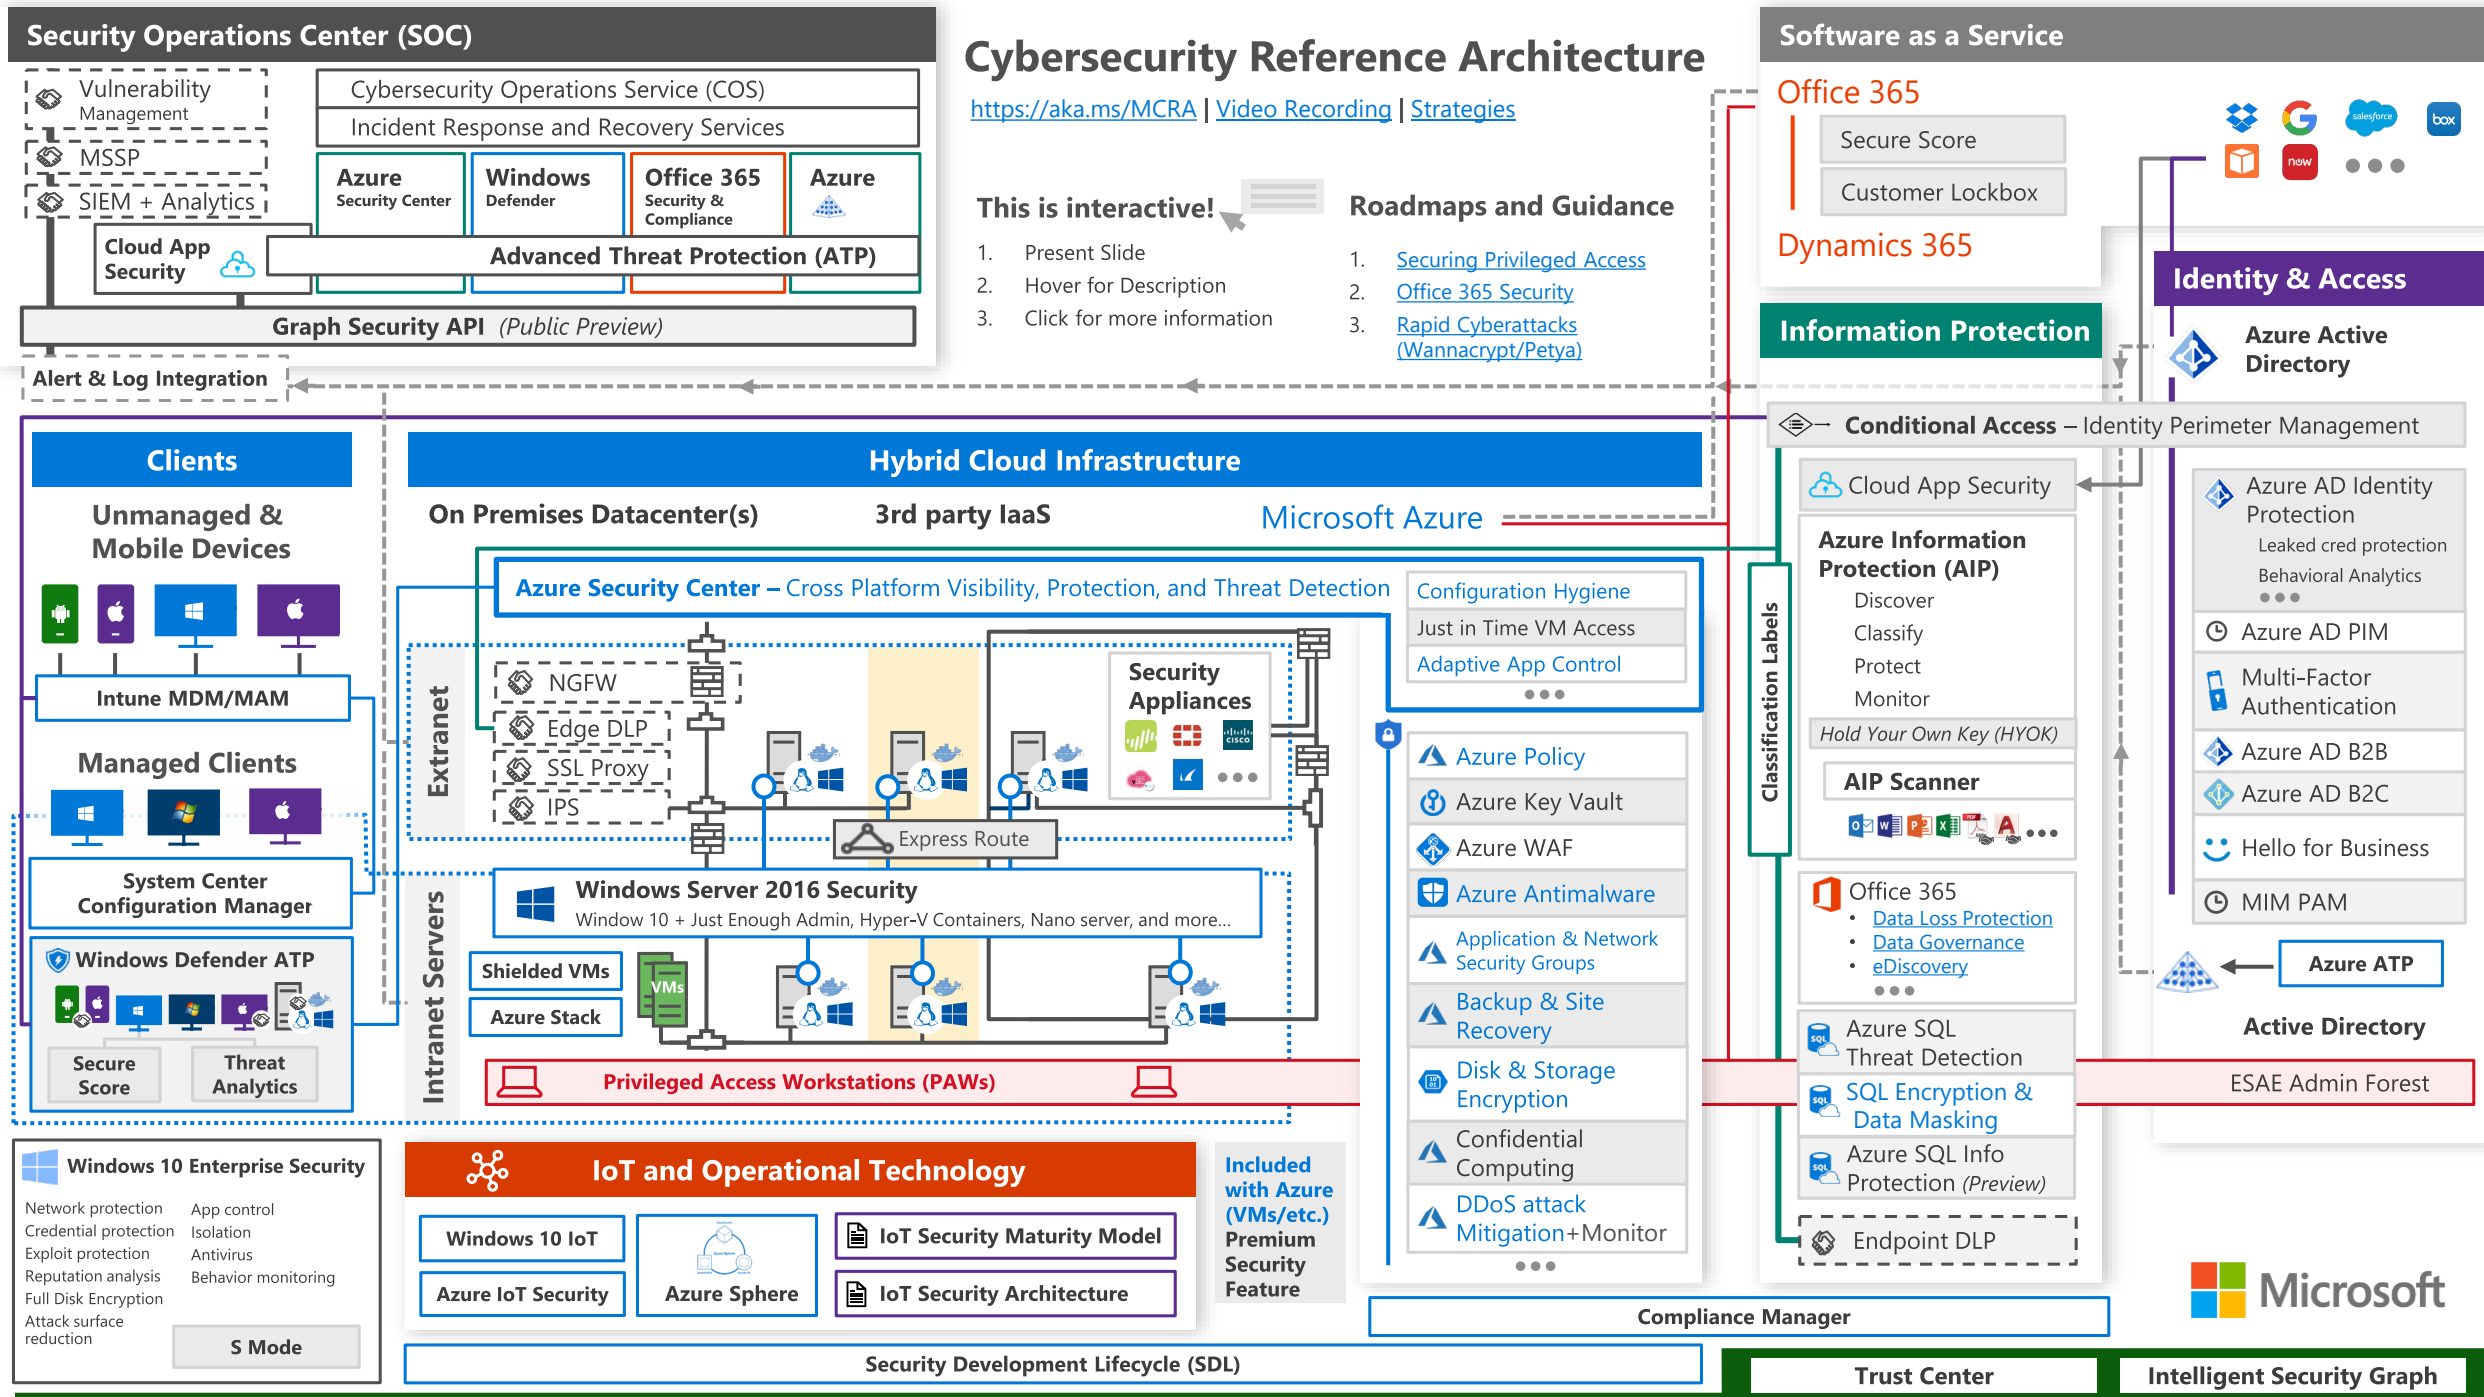 Security Operations Center (SOC)
Vulnerability
Management
MSSP
SIEM + Analytics
Cybersecurity Operations Service (COS)
Incident Response and Recovery Services
Azure
Security Center
Windows
Defender
Office 365
Security &
Compliance
Azure
Cloud App
Security
Advanced Threat Protection (ATP)
Graph Security API (Public Preview)
Alert & Log Integration
Cybersecurity Reference Architecture
https://aka.ms/MCRA | Video Recording | Strategies
This is interactive!
1. Present Slide
2. Hover for Description
3. Click for more information
Roadmaps and Guidance
1. Securing Privileged Access
2. Office 365 Security
3. Rapid Cyberattacks
(Wannacrypt/Petya)
Software as a Service
Office 365
Secure Score
Customer Lockbox
Dynamics 365
salesforce
box
now
Identity & Access
Azure Active
Directory
Information Protection
Conditional Access – Identity Perimeter Management
Clients
Unmanaged &
Mobile Devices
Intune MDM/MAM
Managed Clients
System Center
Configuration Manager
Windows Defender ATP
Secure
Score
Threat
Analytics
Windows 10 Enterprise Security
Network protection
Credential protection
Exploit protection
Reputation analysis
Full Disk Encryption
Attack surface
reduction
App control
Isolation
Antivirus
Behavior monitoring
S Mode
Hybrid Cloud Infrastructure
On Premises Datacenter(s)
3rd party IaaS
Microsoft Azure
Azure Security Center – Cross Platform Visibility, Protection, and Threat Detection
Configuration Hygiene
Just in Time VM Access
Adaptive App Control
Extranet
NGFW
Edge DLP
SSL Proxy
IPS
Security
Appliances
CISCO
Express Route
Intranet Servers
Windows Server 2016 Security
Window 10 + Just Enough Admin, Hyper-V Containers, Nano server, and more...
Shielded VMs
Azure Stack
VMs
Privileged Access Workstations (PAWs)
Azure Policy
Azure Key Vault
Azure WAF
Azure Antimalware
Application & Network
Security Groups
Backup & Site
Recovery
Disk & Storage
Encryption
Confidential
Computing
DDoS attack
Mitigation+Monitor
Classification Labels
Cloud App Security
Azure Information
Protection (AIP)
Discover
Classify
Protect
Monitor
Hold Your Own Key (HYOK)
AIP Scanner
PDF
Office 365
• Data Loss Protection
• Data Governance
• eDiscovery
SQL
Azure SQL
Threat Detection
SQL
SQL Encryption &
Data Masking
SQL
Azure SQL Info
Protection (Preview)
Endpoint DLP
Azure AD Identity
Protection
Leaked cred protection
Behavioral Analytics
Azure AD PIM
Multi-Factor
Authentication
Azure AD B2B
Azure AD B2C
Hello for Business
MIM PAM
Azure ATP
Active Directory
ESAE Admin Forest
IoT and Operational Technology
Windows 10 IoT
Azure IoT Security
Azure Sphere
IoT Security Maturity Model
IoT Security Architecture
Included
with Azure
(VMs/etc.)
Premium
Security
Feature
Microsoft
Compliance Manager
Security Development Lifecycle (SDL)
Trust Center
Intelligent Security Graph